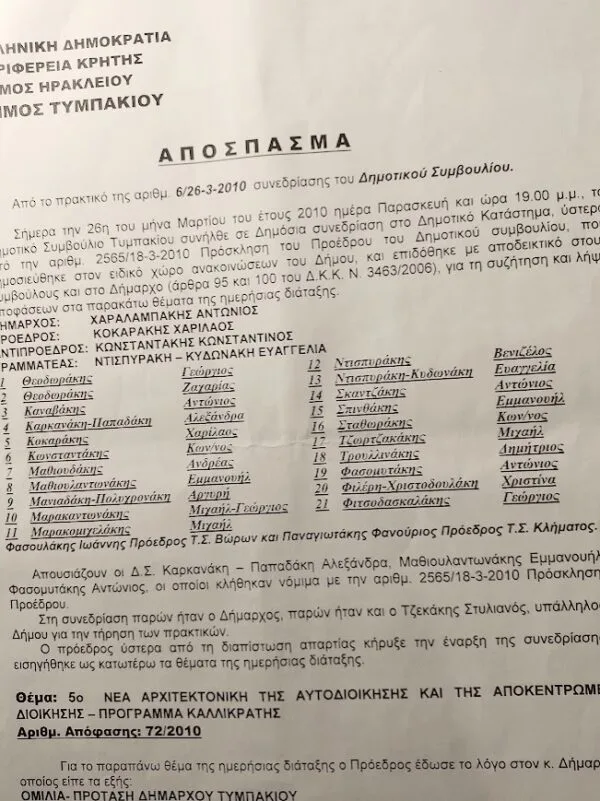 ΛΗΝΙΚΗ ΔΗΜΟΚΡΑΤΙΑ
ΡΙΦΕΡΕΙΑ ΚΡΗΤΗΣ
ΜΟΣ ΗΡΑΚΛΕΙΟΥ
ΜΟΣ ΤΥΜΠΑΚΙΟΥ
ΑΠΟΣΠΑΣΜΑ
Από το πρακτικό της αριθμ. 6/26-3-2010 συνεδρίασης του Δημοτικού Συμβουλίου.
Σήμερα την 26η του μήνα Μαρτίου του έτους 2010 ημέρα Παρασκευή και ώρα 19.00 μ.μ., το
ημοτικό Συμβούλιο Τυμπακίου συνήλθε σε Δημόσια συνεδρίαση στο Δημοτικό Κατάστημα, ύστερα
πό την αριθμ. 2565/18-3-2010 Πρόσκληση του Προέδρου του Δημοτικού συμβουλίου, που
ημοσιεύθηκε στον ειδικό χώρο ανακοινώσεων του Δήμου, και επιδόθηκε με αποδεικτικό στου
υμβούλους και στο Δήμαρχο (άρθρα 95 και 100 του Δ.Κ.Κ. Ν. 3463/2006), για τη συζήτηση και λήψ
ποφάσεων στα παρακάτω θέματα της ημερήσιας διάταξης.
ΗΜΑΡΧΟΣ: ΧΑΡΑΛΑΜΠΑΚΗΣ ΑΝΤΩΝΙΟΣ
ΡΟΕΔΡΟΣ: ΚΟΚΑΡΑΚΗΣ ΧΑΡΙΛΑΟΣ
ΝΤΙΠΡΟΕΔΡΟΣ: ΚΩΝΣΤΑΝΤΑΚΗΣ ΚΩΝΣΤΑΝΤΙΝΟΣ
ΡΑΜΜΑΤΕΑΣ: ΝΤΙΣΠΥΡΑΚΗ – ΚΥΔΩΝΑΚΗ ΕΥΑΓΓΕΛΙΑ
1 Θεοδωράκης Γεώργιος 12 Ντισπυράκης Βενιζέλος
2 Θεοδωράκης Ζαχαρίας 13 Ντισπυράκη-Κυδωνάκη Ευαγγελία
3 Καναβάκης Αντώνιος 14 Σκαντζάκης Αντώνιος
4 Καρκανάκη-Παπαδάκη Αλεξάνδρα 15 Σπινθάκης Εμμανουήλ
5 Κοκαράκης Χαρίλαος 16 Σταθωράκης Κων/νος
6 Κωνσταντάκης Κων/νος 17 Τζωρτζακάκης Μιχαήλ
7 Μαθιουδάκης Ανδρέας 18 Τρουλλινάκης Δημήτριος
8 Μαθιουλαντωνάκης Εμμανουήλ 19 Φασομυτάκης Αντώνιος
9 Μανιαδάκη-Πολυχρονάκη Αργυρή 20 Φιλέρη-Χριστοδουλάκη Χριστίνα
10 Μαρακαντωνάκης Μιχαήλ-Γεώργιος 21 Φιτσοδασκαλάκης Γεώργιος
11 Μαρακομιχελάκης Μιχαήλ
Φασουλάκης Ιωάννης Πρόεδρος Τ.Σ. Βώρων και Παναγιωτάκης Φανούριος Πρόεδρος Τ.Σ. Κλήματος.
Απουσιάζουν οι Δ.Σ. Καρκανάκη – Παπαδάκη Αλεξάνδρα, Μαθιουλαντωνάκης Εμμανουήλ
Φασομυτάκης Αντώνιος, οι οποίοι κλήθηκαν νόμιμα με την αριθμ. 2565/18-3-2010 Πρόσκληση
Προέδρου.
Στη συνεδρίαση παρών ήταν ο Δήμαρχος, παρών ήταν και ο Τζεκάκης Στυλιανός, υπάλληλος
Δήμου για την τήρηση των πρακτικών.
Ο πρόεδρος ύστερα από τη διαπίστωση απαρτίας κήρυξε την έναρξη της συνεδρίαση
εισηγήθηκε ως κατωτέρω τα θέματα της ημερήσιας διάταξης.
Θέμα: 5ο ΝΕΑ ΑΡΧΙΤΕΚΤΟΝΙΚΗ ΤΗΣ ΑΥΤΟΔΙΟΙΚΗΣΗΣ ΚΑΙ ΤΗΣ ΑΠΟΚΕΝΤΡΩΜΕ
ΔΙΟΙΚΗΣΗΣ – ΠΡΟΓΡΑΜΜΑ ΚΑΛΛΙΚΡΑΤΗΣ
Αριθμ. Απόφασης: 72/2010
Για το παραπάνω θέμα της ημερήσιας διάταξης ο Πρόεδρος έδωσε το λόγο στον κ. Δήμαρ
οποίος είπε τα εξής:
ΟΜΙΛΙΑ- ΠΡΟΤΑΣΗ ΔΗΜΑΡΧΟΥ ΤΥΜΠΑΚΙΟΥ